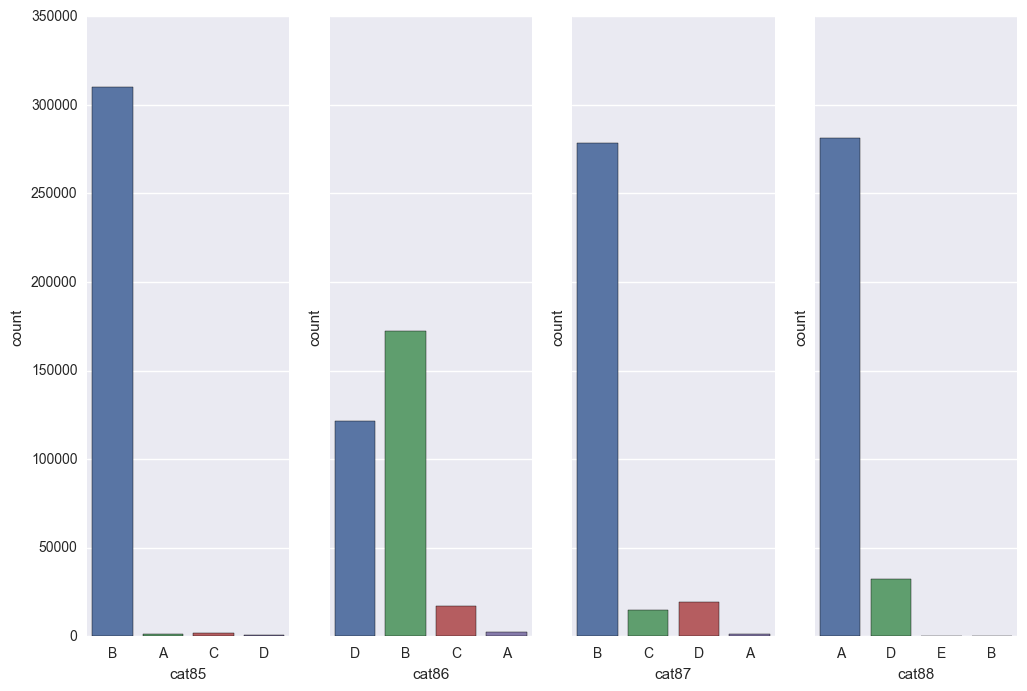 350000
300000
250000
200000
150000
100000
50000
0
count
count
count
count
B A C D
D B C A
B C D A
A D E B
cat85
cat86
cat87
cat88